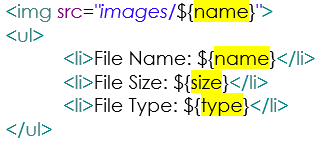 <img src="images/${name}">
<ul>
<li>File Name: ${name}</li>
<li>File Size: ${size}</li>
<li>File Type: ${type}</li>
</ul>